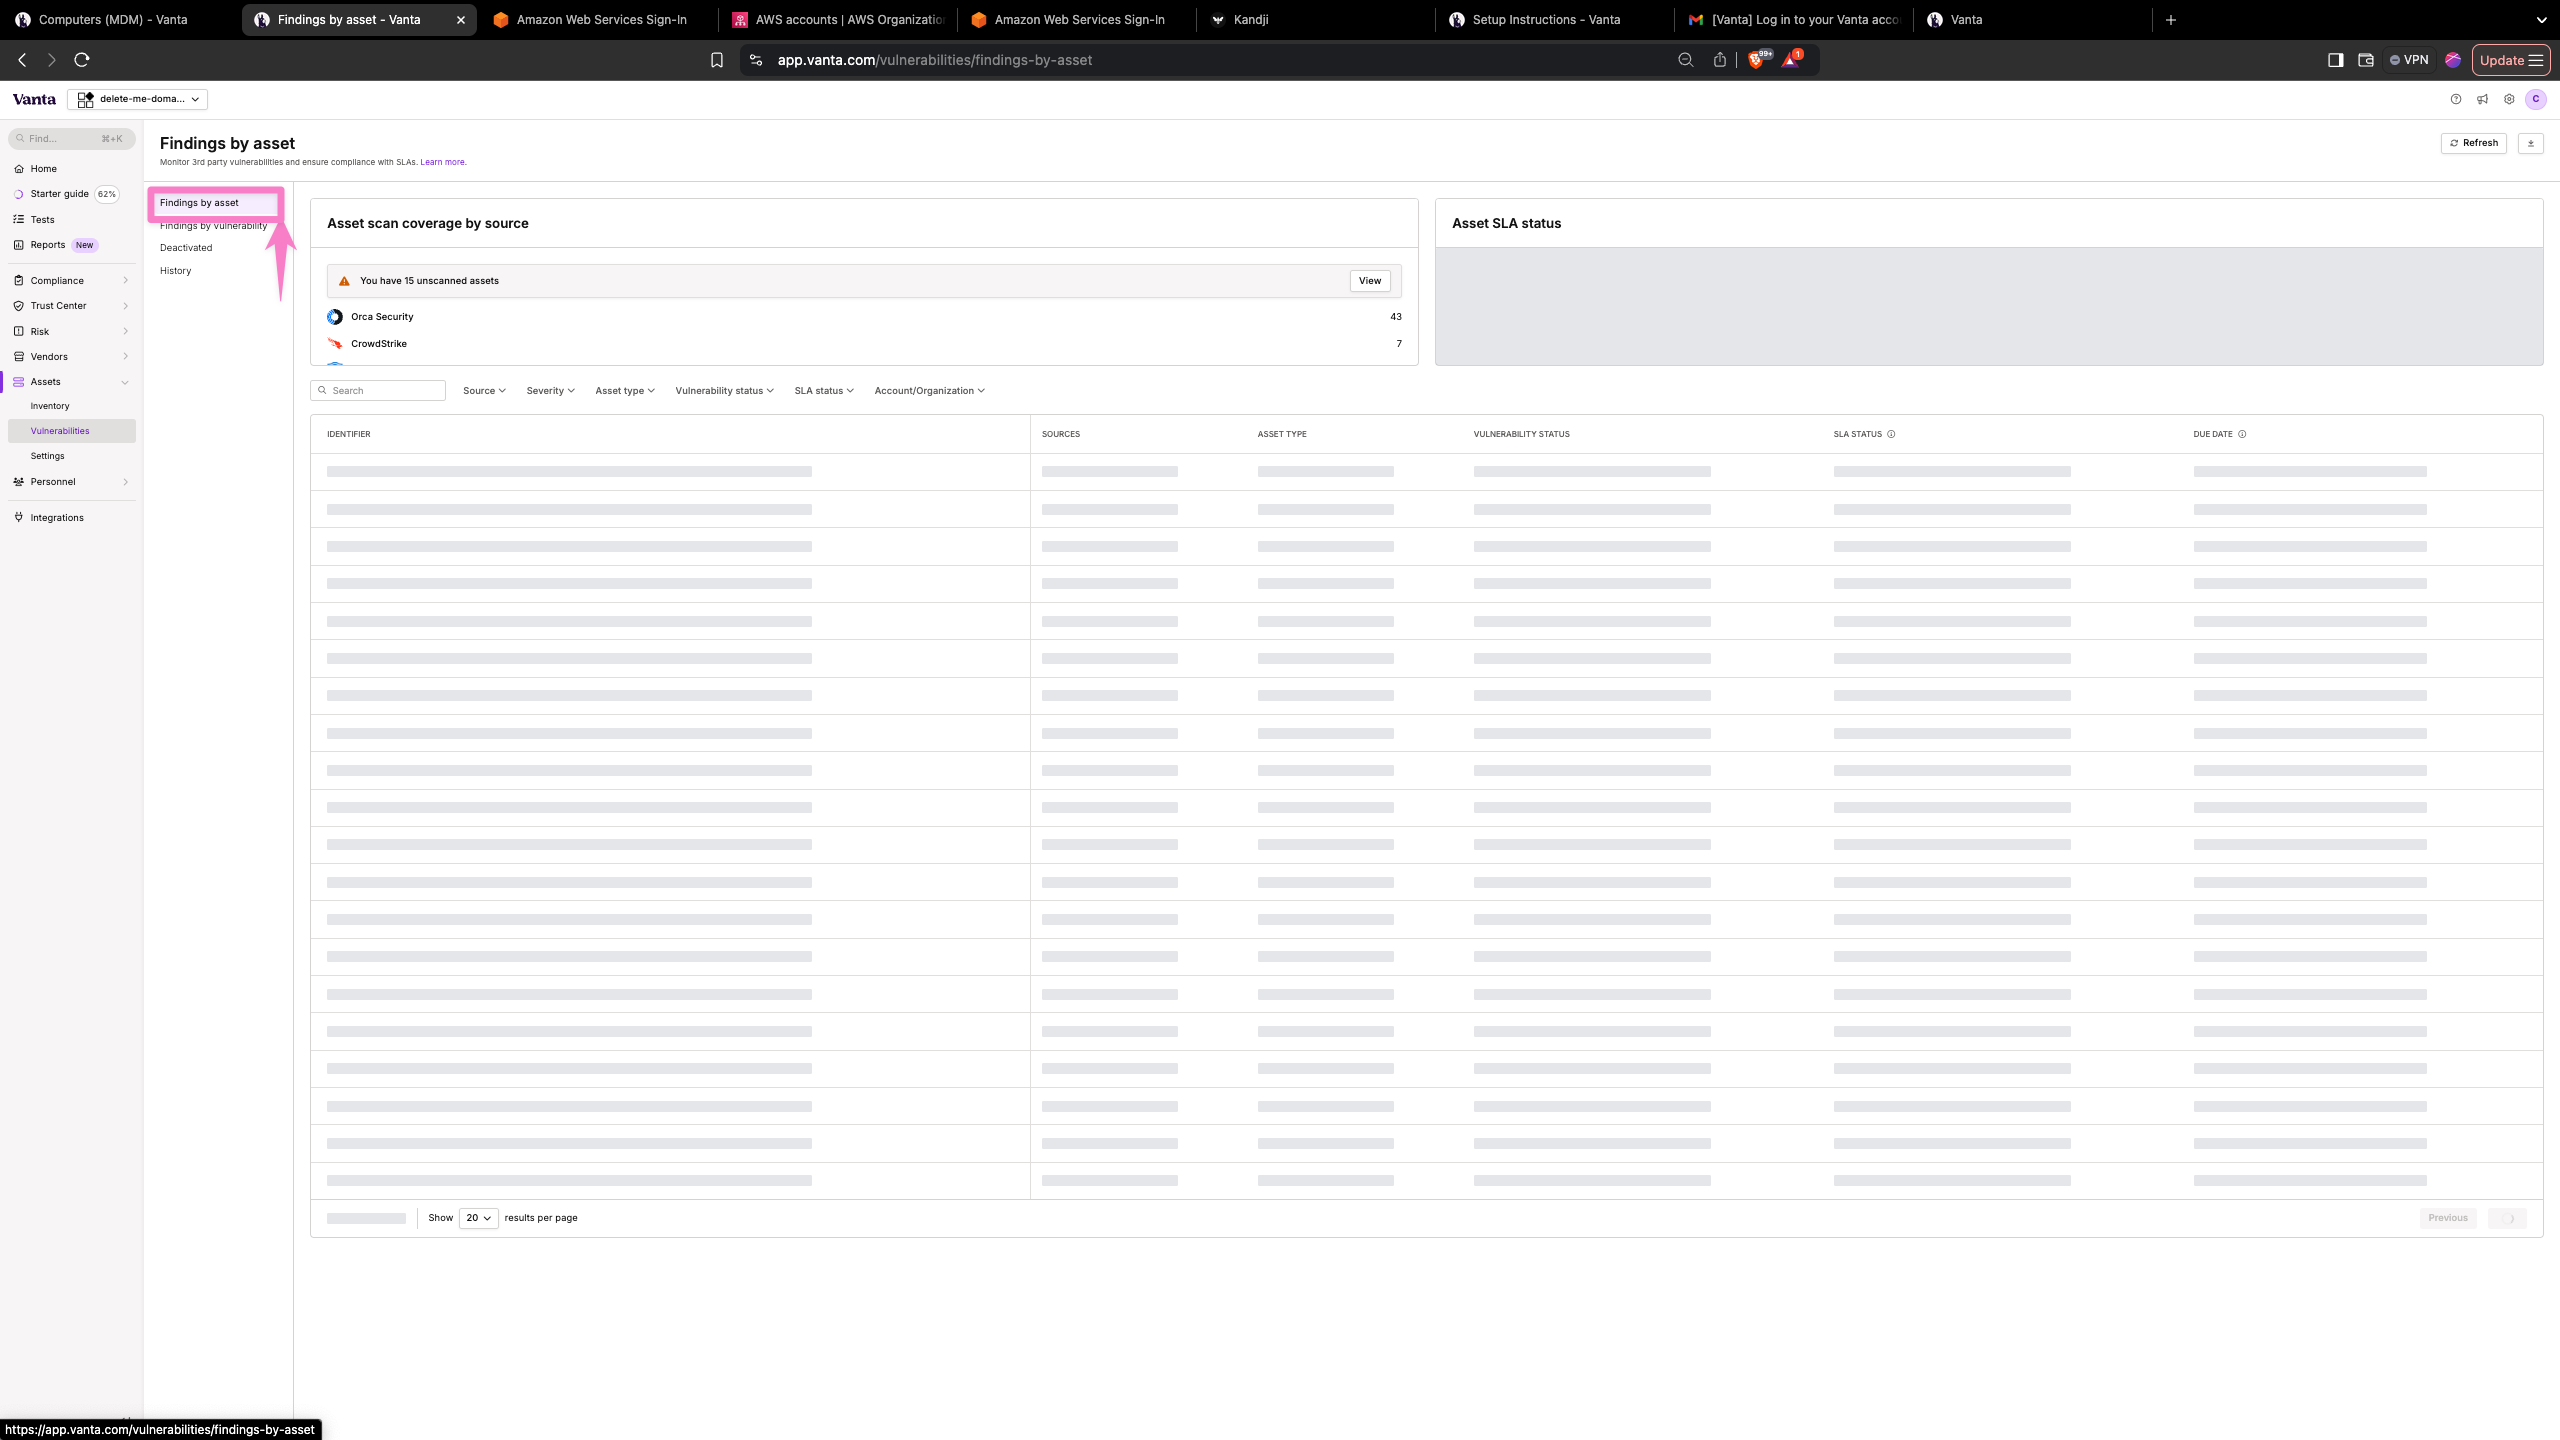 Computers (MDM) - Vanta
Findings by asset - Vanta
Amazon Web Services Sign-In
AWS accounts | AWS Organizatio
Amazon Web Services Sign-In
Kandji
Setup Instructions - Vanta
[Vanta] Log in to your Vanta acco
Vanta
app.vanta.com/vulnerabilities/findings-by-asset
99+
1
VPN
Update
Vanta
delete-me-doma...
C
Find...
⌘+K
Home
Starter guide 62%
Tests
Reports New
Compliance
Trust Center
Risk
Vendors
Assets
Inventory
Vulnerabilities
Settings
Personnel
Integrations
Findings by asset
Monitor 3rd party vulnerabilities and ensure compliance with SLAs. Learn more.
Refresh
Findings by asset
Findings by vulnerability
Deactivated
History
Asset scan coverage by source
You have 15 unscanned assets
View
Orca Security 43
CrowdStrike 7
Asset SLA status
Search
Source
Severity
Asset type
Vulnerability status
SLA status
Account/Organization
IDENTIFIER SOURCES ASSET TYPE VULNERABILITY STATUS SLA STATUS DUE DATE
Show 20 results per page
Previous
https://app.vanta.com/vulnerabilities/findings-by-asset